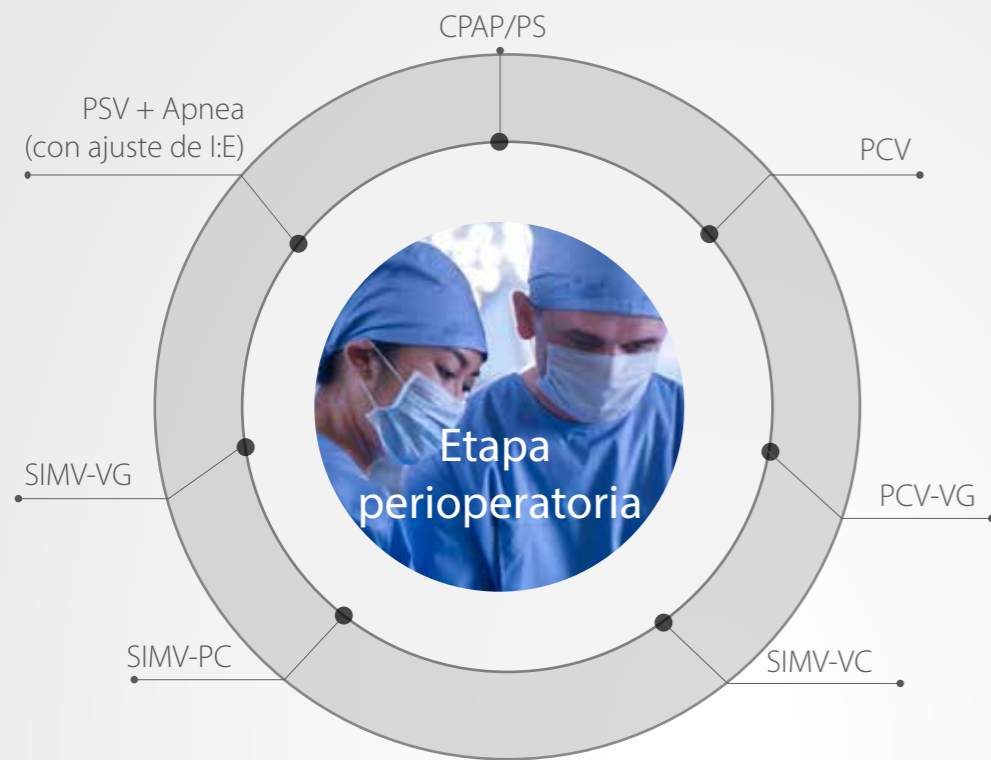 CPAP/PS
PSV + Apnea
(con ajuste de I:E)
PCV
Etapa
perioperatoria
SIMV-VG
PCV-VG
SIMV-PC
SIMV-VC